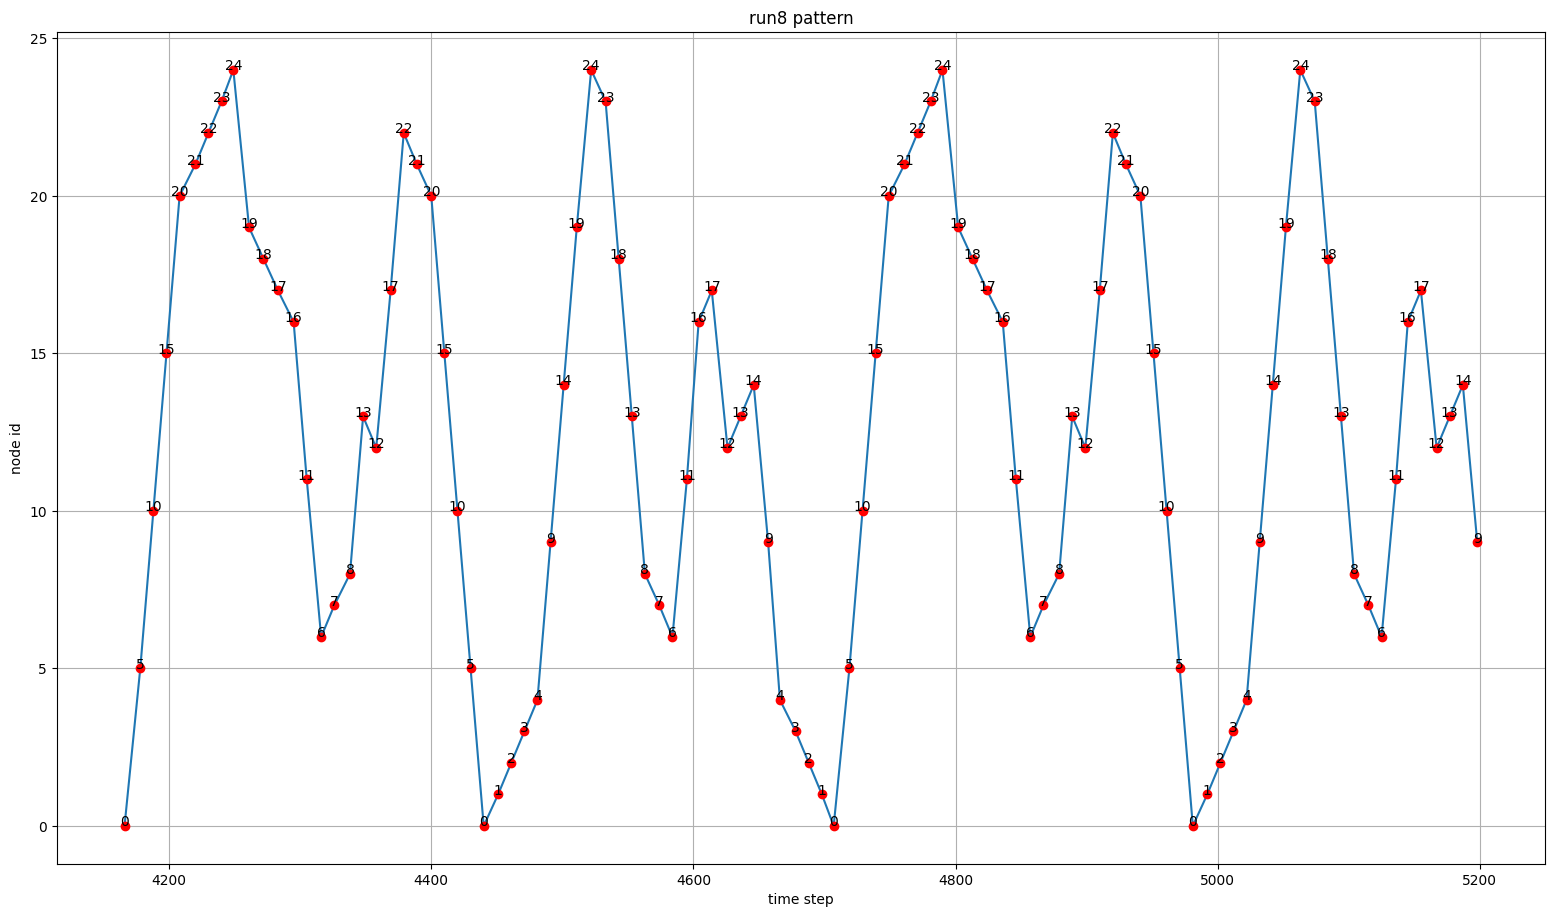 run8 pattern
25
24 24 24 24
23 23 23 23
22 22 22 22
21 21 21 21
20 20 20 20 20
19 19 19 19
18 18 18 18
17 17 17 17 17 17
16 16 16 16
15 15 15 15 15
14 14 14 14
13 13 13 13 13 13
12 12 12 12
11 11 11 11
10 10 10 10 10
9 9 9 9
8 8 8 8
7 7 7 7
6 6 6 6
5 5 5 5 5
4 4 4
3 3 3
2 2 2
1 1 1
0 0 0 0 0
4200 4400 4600 4800 5000 5200
time step
node id